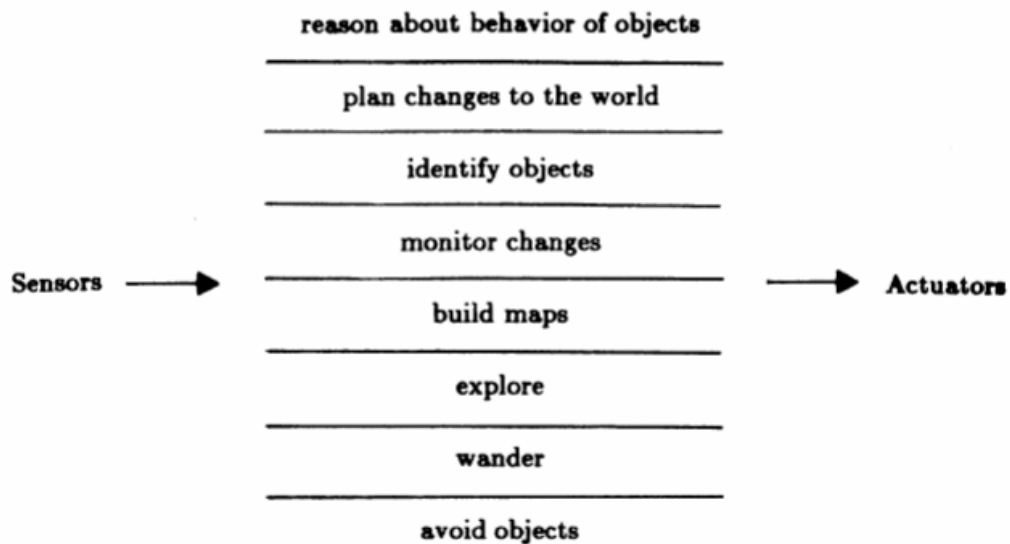 reason about behavior of objects
plan changes to the world
identify objects
monitor changes
Sensors
Actuators
build maps
explore
wander
avoid objects